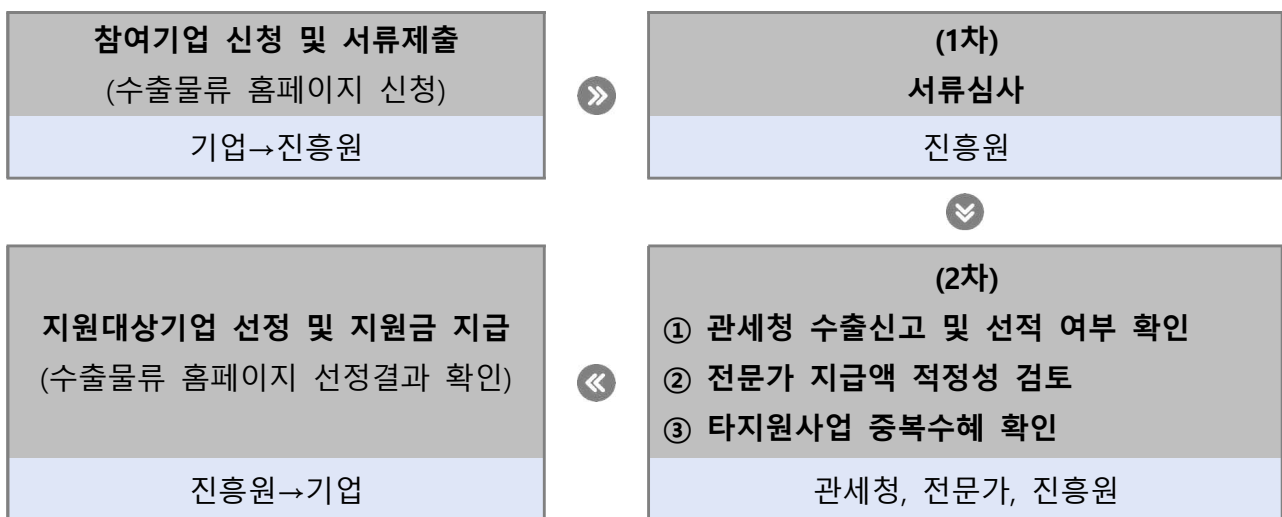 참여기업 신청 및 서류제출
(수출물류 홈페이지 신청)
기업→진흥원
(1차)
서류심사
진흥원
(2차)
① 관세청 수출신고 및 선적 여부 확인
② 전문가 지급액 적정성 검토
③ 타지원사업 중복수혜 확인
관세청, 전문가, 진흥원
지원대상기업 선정 및 지원금 지급
(수출물류 홈페이지 선정결과 확인)
진흥원→기업